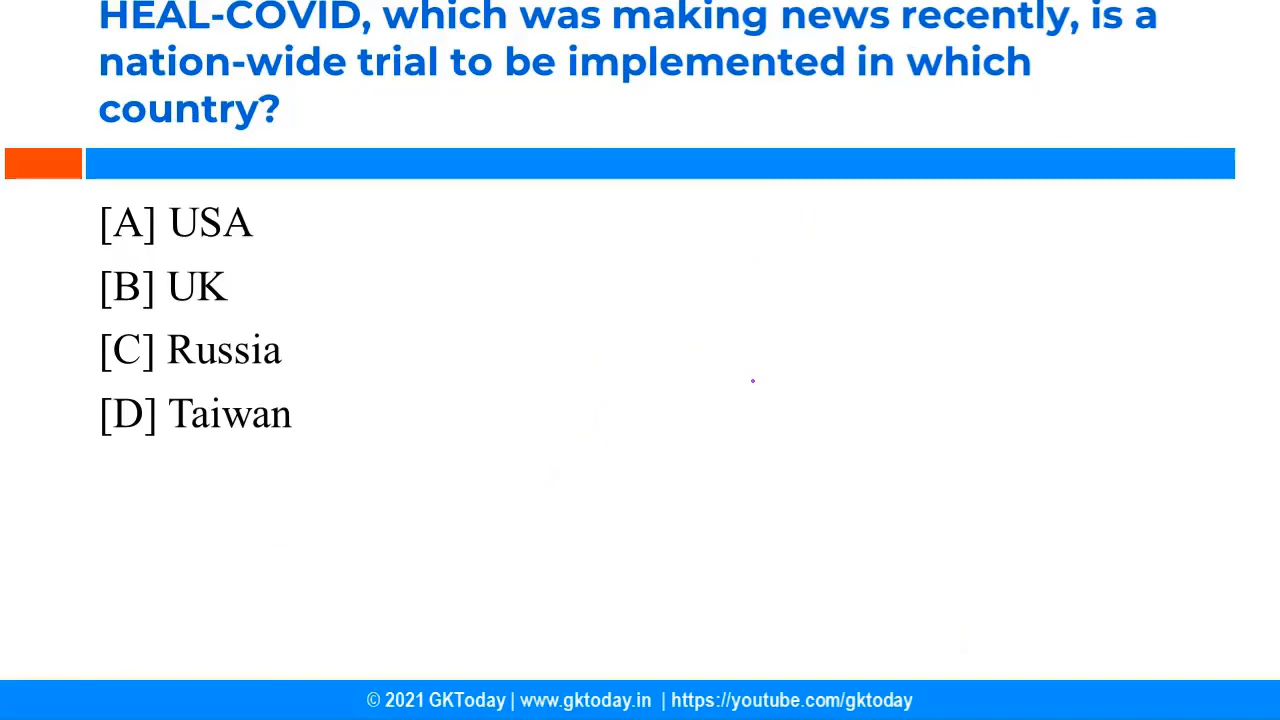 HEAL-COVID, which was making news recently, is a
nation-wide trial to be implemented in which
country?
[A] USA
[B] UK
[C] Russia
[D] Taiwan
© 2021 GKToday | www.gktoday.in | https://youtube.com/gktoday